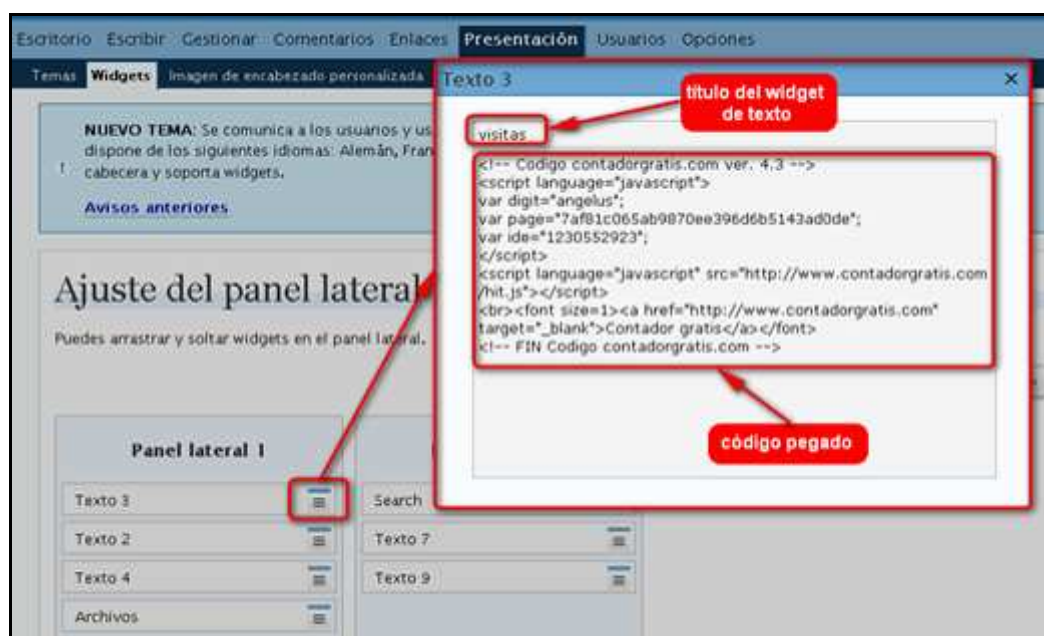 Escritorio Escribir Gestionar Comentarios Enlaces Presentación Usuarios Opciones
Temas Widgets Imagen de encabezado personalizada
NUEVO TEMA: Se comunica a los usuarios y us
dispone de los siguientes idiomas: Alemán, Fran
cabecera y soporta widgets.
Avisos anteriores
Ajuste del panel lateral
Puedes arrastrar y soltar widgets en el panel lateral.
Panel lateral 1
Texto 3
Texto 2
Texto 4
Archivos
Search
Texto 7
Texto 9
Texto 3
×
título del widget
de texto
visitas
<!-- Codigo contadorgratis.com ver. 4.3 -->
<script language="javascript">
var digit="angelus";
var page="7af81c065ab9870ee396d6b5143ad0de";
var ide="1230552923";
</script>
<script language="javascript" src="http://www.contadorgratis.com
/hit.js"></script>
<br><font size=1><a href="http://www.contadorgratis.com"
target="_blank">Contador gratis</a></font>
<!-- FIN Codigo contadorgratis.com -->
código pegado